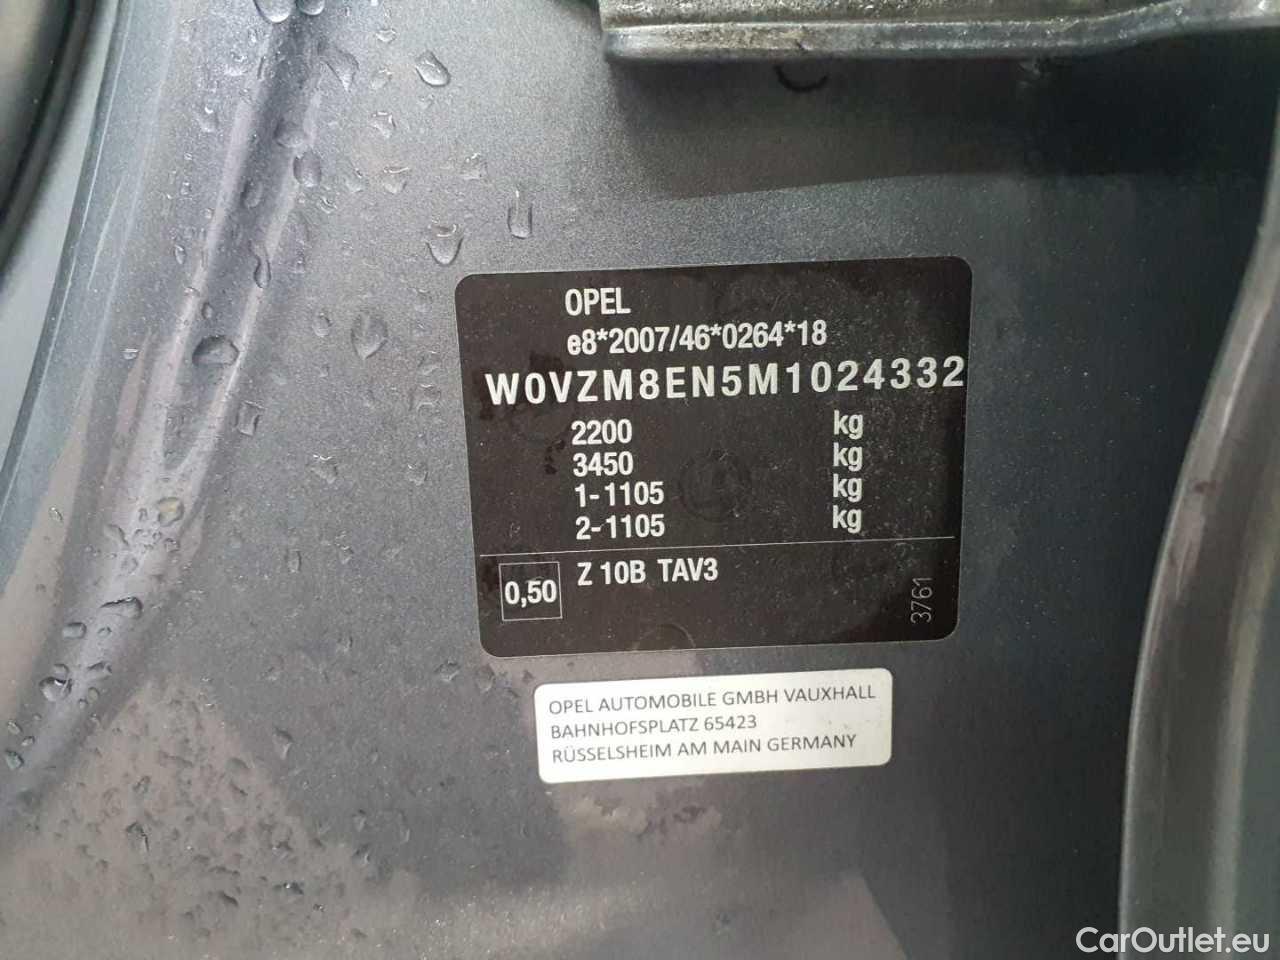 OPEL
e8*2007/46*0264*18
W0VZM8EN5M1024332
2200 kg
3450 kg
1-1105 kg
2-1105 kg
0,50 Z 10B TAV3
3761
OPEL AUTOMOBILE GMBH VAUXHALL
BAHNHOFSPLATZ 65423
RÜSSELSHEIM AM MAIN GERMANY
CarOutlet.eu